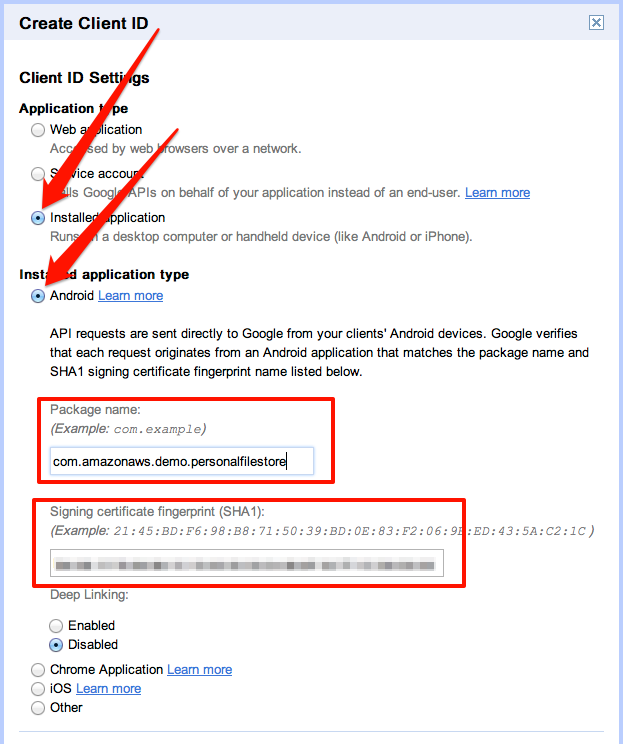 Create Client ID
Client ID Settings
Application type
Web application
Accessed by web browsers over a network.
Service account
Calls Google APIs on behalf of your application instead of an end-user. Learn more
Installed application
Runs on a desktop computer or handheld device (like Android or iPhone).
Installed application type
Android Learn more
API requests are sent directly to Google from your clients' Android devices. Google verifies
that each request originates from an Android application that matches the package name and
SHA1 signing certificate fingerprint name listed below.
Package name:
(Example: com.example)
com.amazonaws.demo.personalfilestore
Signing certificate fingerprint (SHA1):
(Example: 21:45:BD:F6:98:B8:71:50:39:BD:0E:83:F2:06:9B:ED:43:5A:C2:1C )
Deep Linking:
Enabled
Disabled
Chrome Application Learn more
iOS Learn more
Other